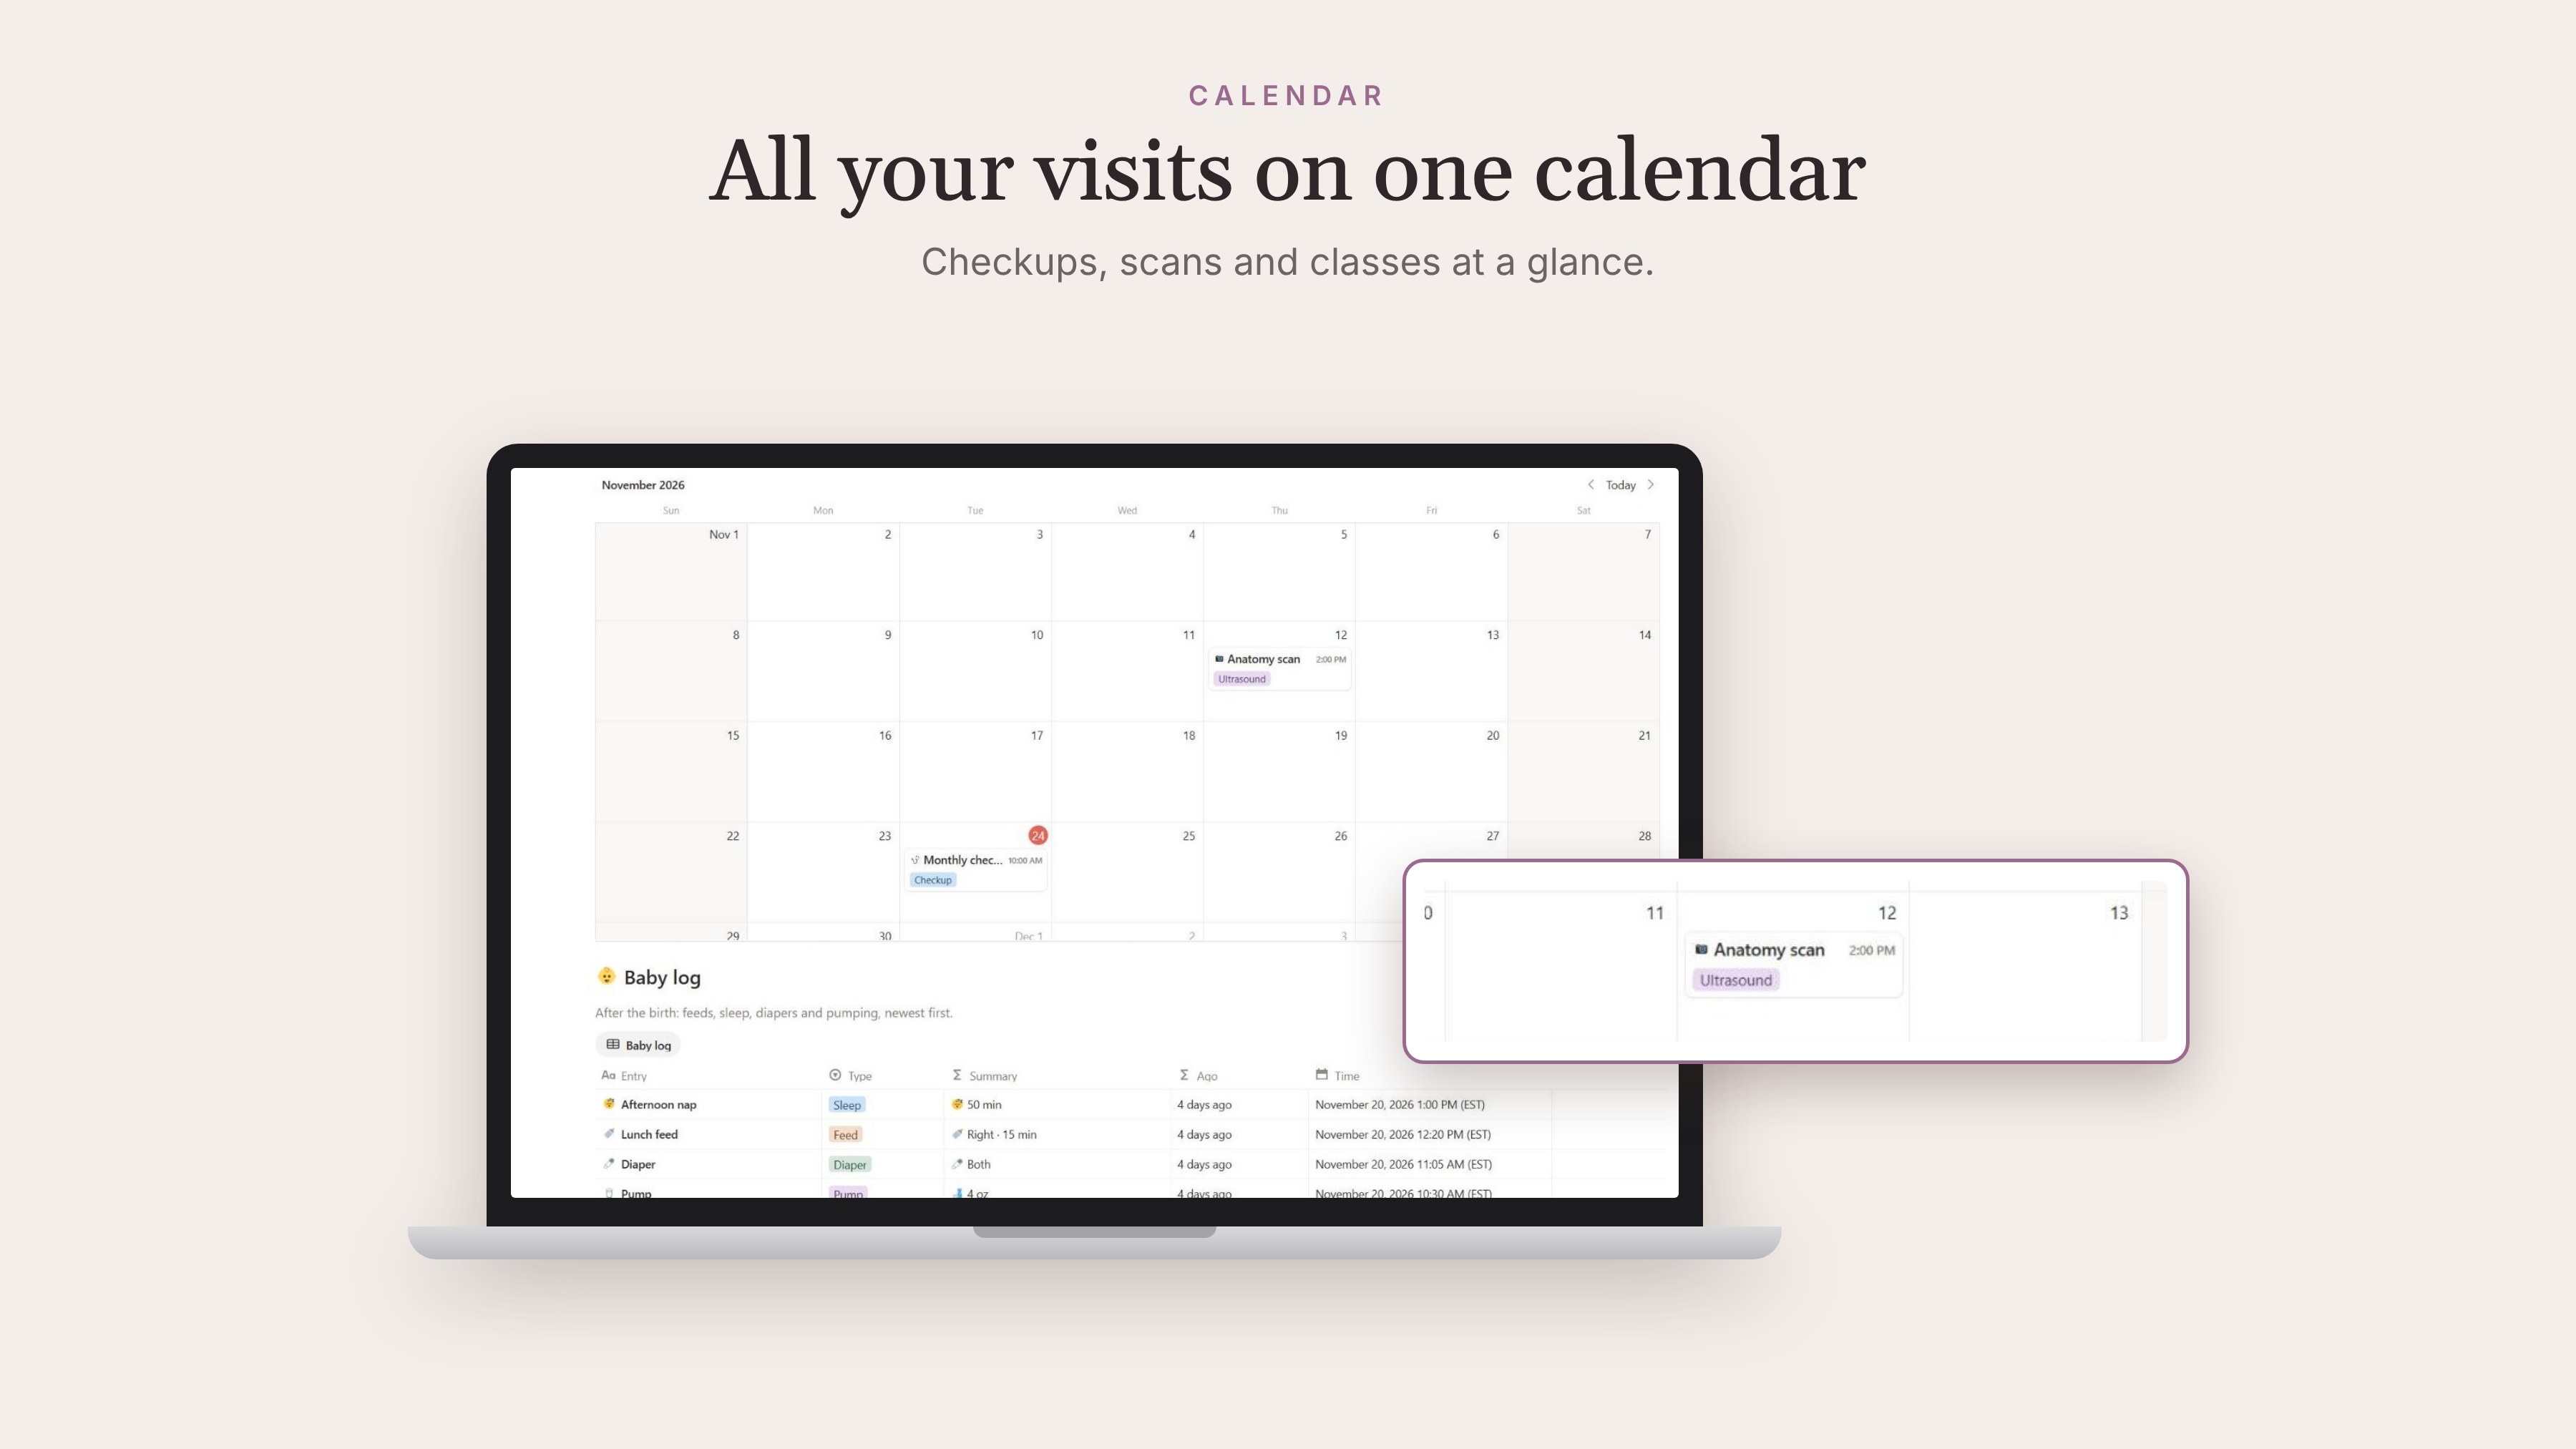 CALENDAR
All your visits on one calendar
Checkups, scans and classes at a glance.
November 2026
Today
Sun Mon Tue Wed Thu Fri Sat
Nov 1 2 3 4 5 6 7
8 9 10 11 12 13 14
Anatomy scan 2:00 PM
Ultrasound
15 16 17 18 19 20 21
22 23 24 25 26 27 28
Monthly chec... 10:00 AM
Checkup
29 30 Dec 1 2 3
0 11 12 13
Anatomy scan 2:00 PM
Ultrasound
Baby log
After the birth: feeds, sleep, diapers and pumping, newest first.
Baby log
Aa Entry Type Σ Summary Σ Ago Time
Afternoon nap Sleep 50 min 4 days ago November 20, 2026 1:00 PM (EST)
Lunch feed Feed Right · 15 min 4 days ago November 20, 2026 12:20 PM (EST)
Diaper Diaper Both 4 days ago November 20, 2026 11:05 AM (EST)
Pump Pump 4 oz 4 days ago November 20, 2026 10:30 AM (EST)